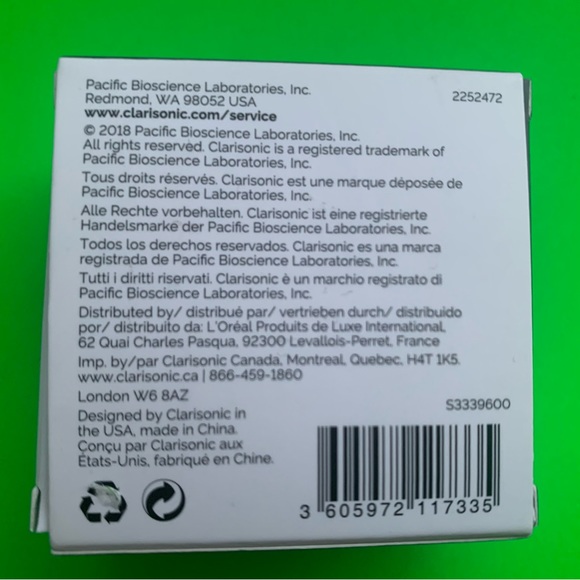 Pacific Bioscience Laboratories, Inc.
Redmond, WA 98052 USA
www.clarisonic.com/service
2252472
© 2018 Pacific Bioscience Laboratories, Inc.
All rights reserved. Clarisonic is a registered trademark of
Pacific Bioscience Laboratories, Inc.
Tous droits réservés. Clarisonic est une marque déposée de
Pacific Bioscience Laboratories, Inc.
Alle Rechte vorbehalten. Clarisonic ist eine registrierte
Handelsmarke der Pacific Bioscience Laboratories, Inc.
Todos los derechos reservados. Clarisonic es una marca
registrada de Pacific Bioscience Laboratories, Inc.
Tutti i diritti riservati. Clarisonic è un marchio registrato di
Pacific Bioscience Laboratories, Inc.
Distributed by/ distribué par/ vertrieben durch/ distribuido
por/ distribuito da: L'Oréal Produits de Luxe International,
62 Quai Charles Pasqua, 92300 Levallois-Perret, France
Imp. by/par Clarisonic Canada, Montreal, Quebec, H4T 1K5.
www.clarisonic.ca | 866-459-1860
London W6 8AZ
Designed by Clarisonic in
the USA, made in China.
Conçu par Clarisonic aux
États-Unis, fabriqué en Chine.
S3339600
3 605972 117335